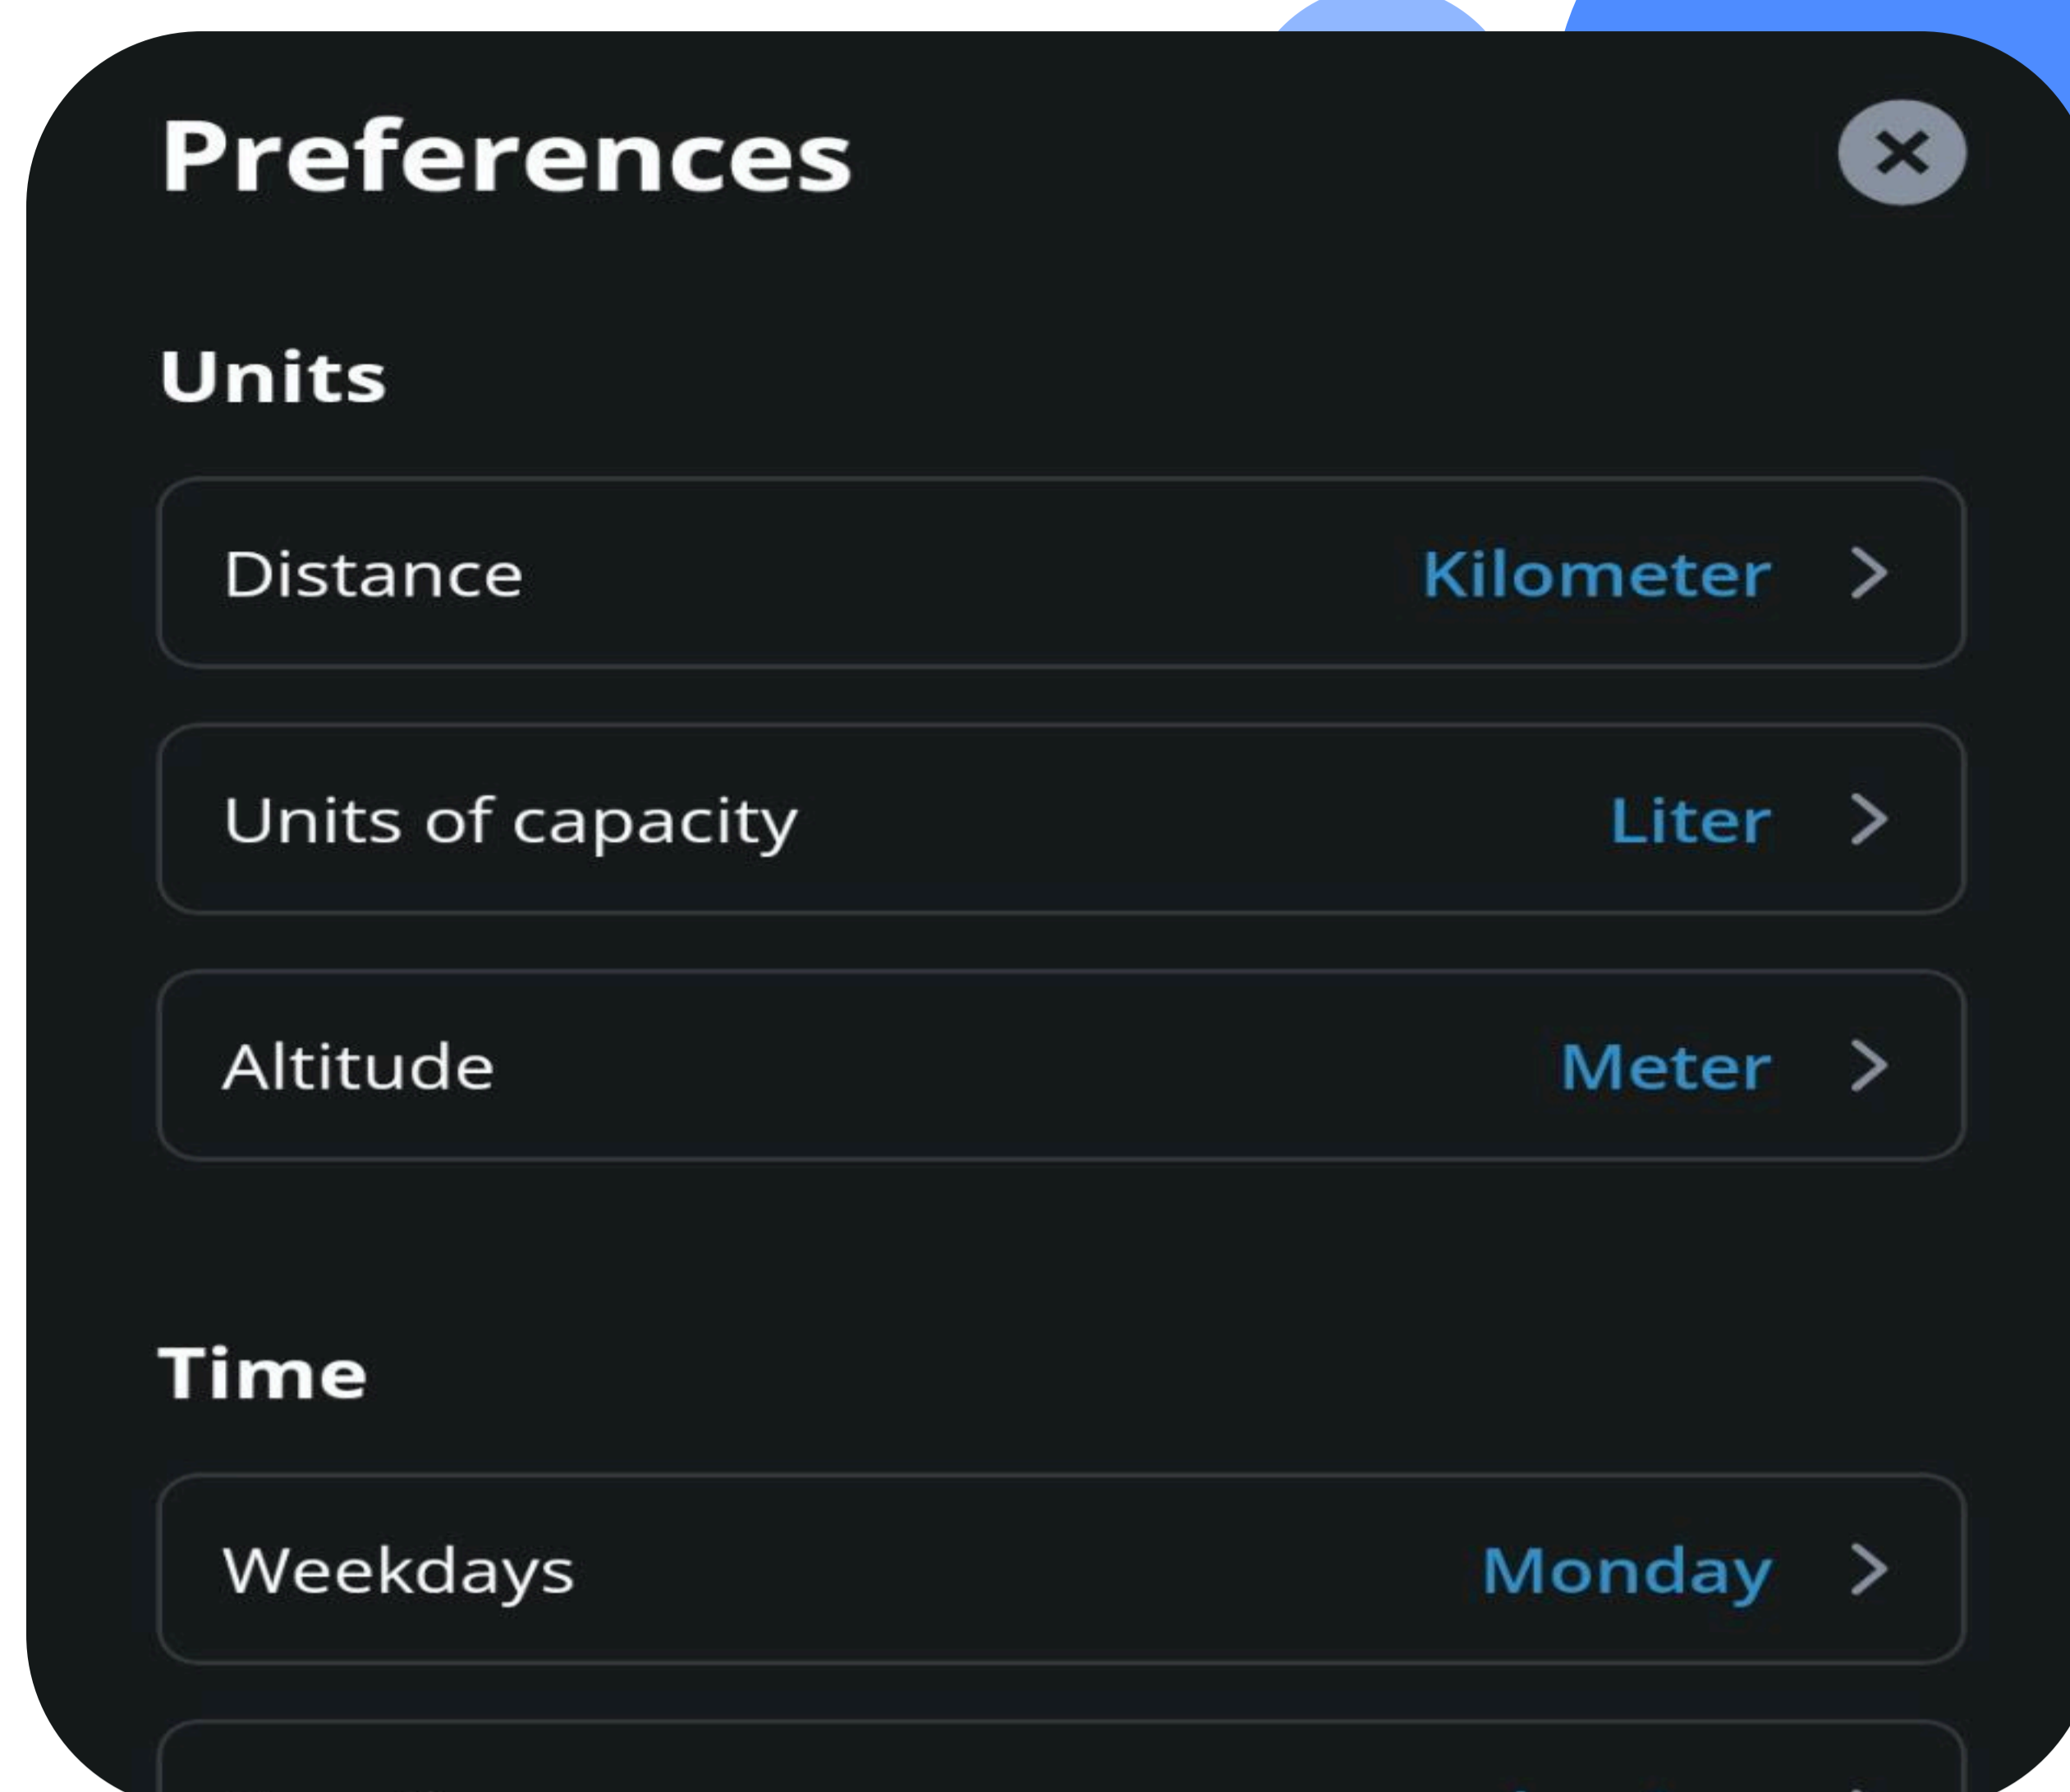 Preferences
Units
Distance Kilometer
Units of capacity Liter
Altitude Meter
Time
Weekdays Monday